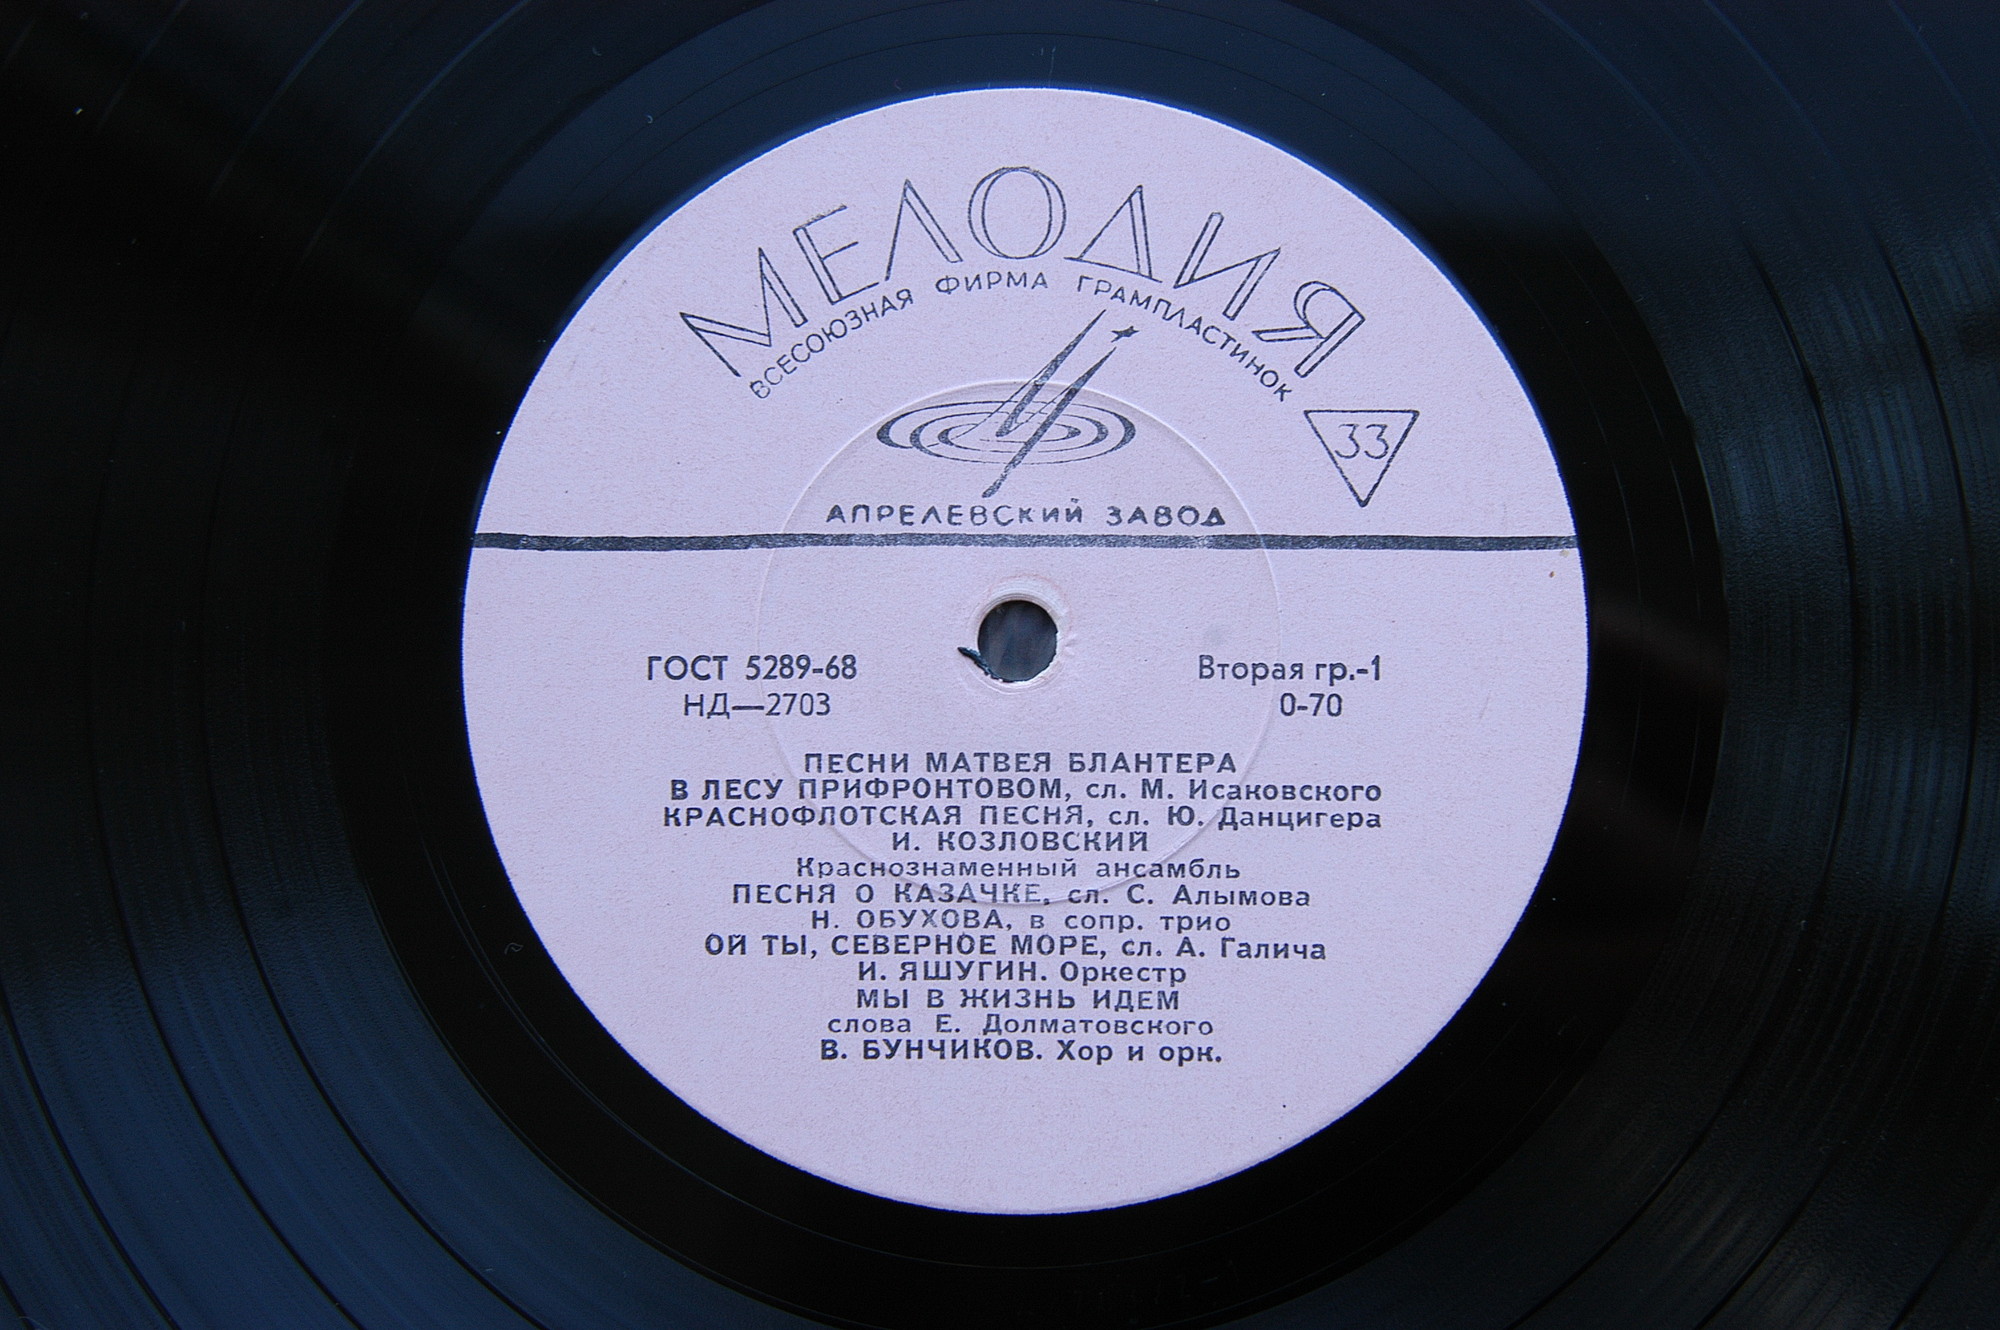 МЕЛОДИЯ
ВСЕСОЮЗНАЯ ФИРМА ГРАМПЛАСТИНОК
33
АПРЕЛЕВСКИЙ ЗАВОД
ГОСТ 5289-68
НД—2703
Вторая гр.-1
0-70
ПЕСНИ МАТВЕЯ БЛАНТЕРА
В ЛЕСУ ПРИФРОНТОВОМ, сл. М. Исаковского
КРАСНОФЛОТСКАЯ ПЕСНЯ, сл. Ю. Данцигера
И. КОЗЛОВСКИЙ
Краснознаменный ансамбль
ПЕСНЯ О КАЗАЧКЕ, сл. С. Алымова
Н. ОБУХОВА, в сопр. трио
ОЙ ТЫ, СЕВЕРНОЕ МОРЕ, сл. А. Галича
И. ЯШУГИН. Оркестр
МЫ В ЖИЗНЬ ИДЕМ
слова Е. Долматовского
В. БУНЧИКОВ. Хор и орк.